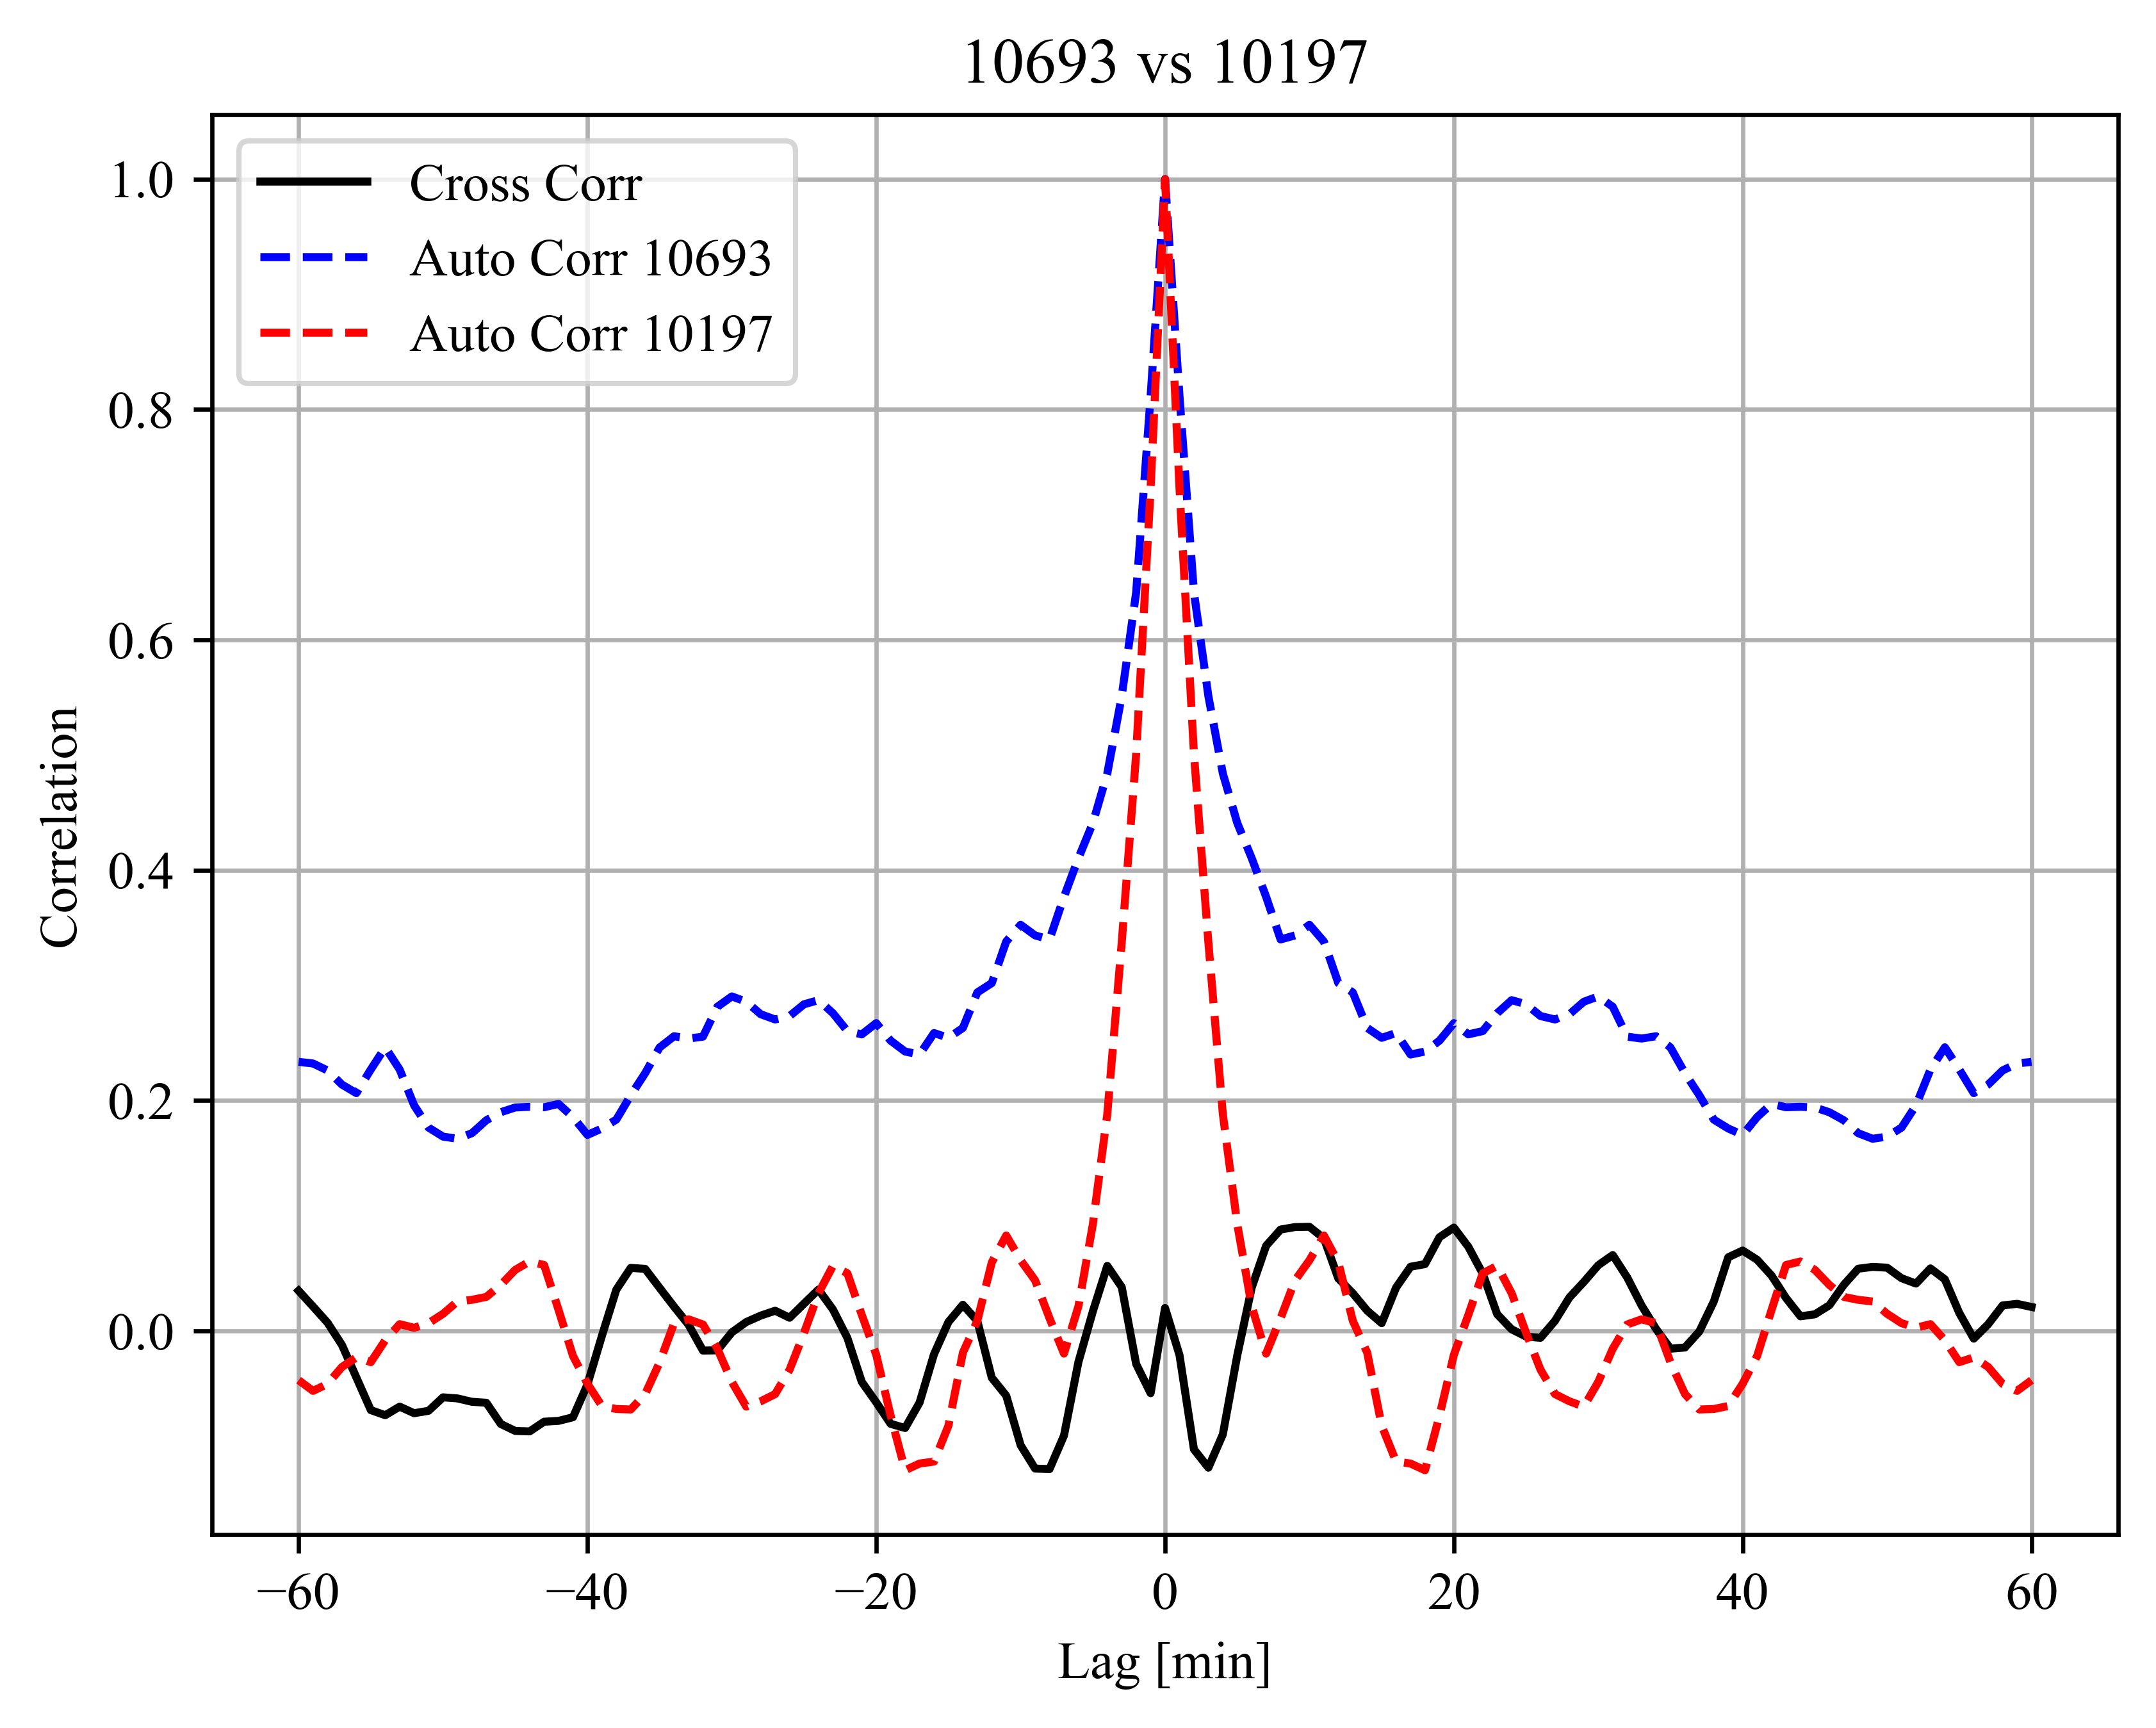 10693 vs 10197
Cross Corr
Auto Corr 10693
Auto Corr 10197
Correlation
1.0
0.8
0.6
0.4
0.2
0.0
−60 −40 −20 0 20 40 60
Lag [min]